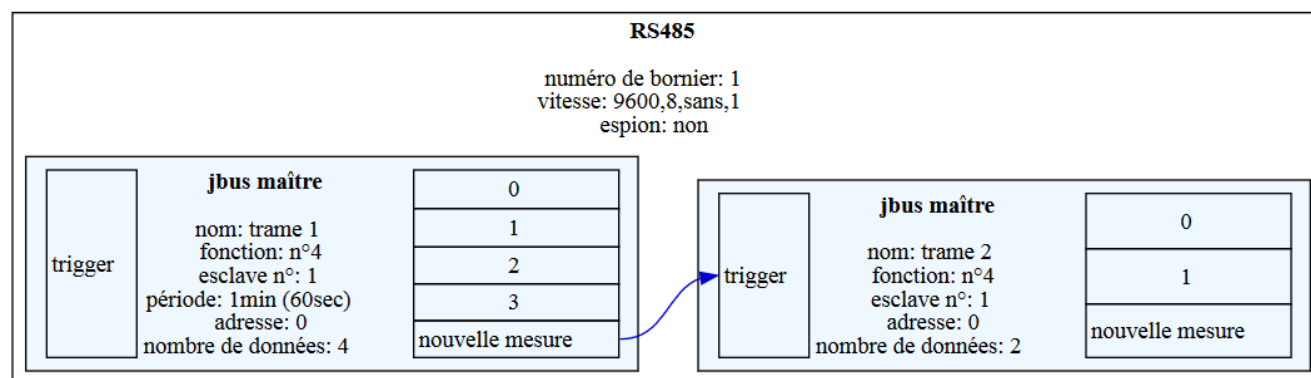 RS485
numéro de bornier: 1
vitesse: 9600,8,sans,1
espion: non
trigger
jbus maître
nom: trame 1
fonction: n°4
esclave n°: 1
période: 1min (60sec)
adresse: 0
nombre de données: 4
0
1
2
3
nouvelle mesure
trigger
jbus maître
nom: trame 2
fonction: n°4
esclave n°: 1
adresse: 0
nombre de données: 2
0
1
nouvelle mesure